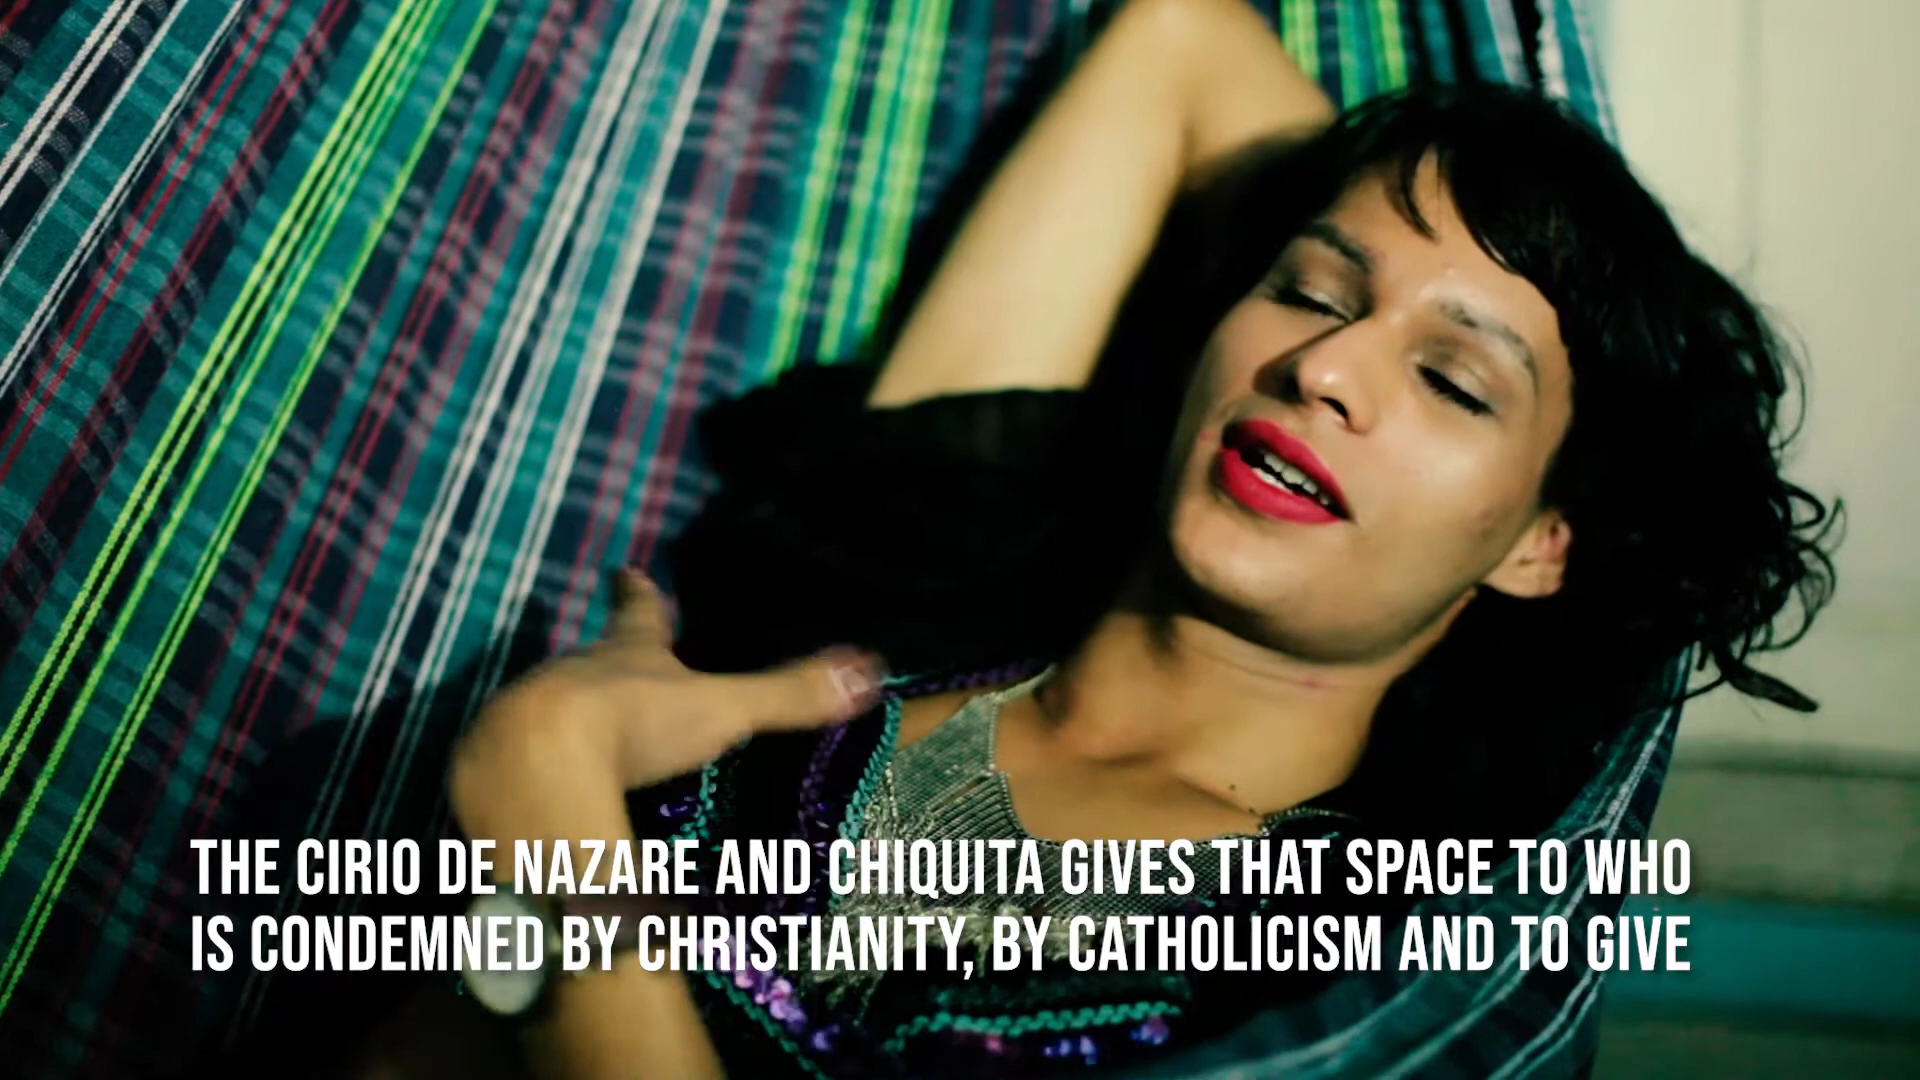 THE CIRIO DE NAZARE AND CHIQUITA GIVES THAT SPACE TO WHO
IS CONDEMNED BY CHRISTIANITY, BY CATHOLICISM AND TO GIVE